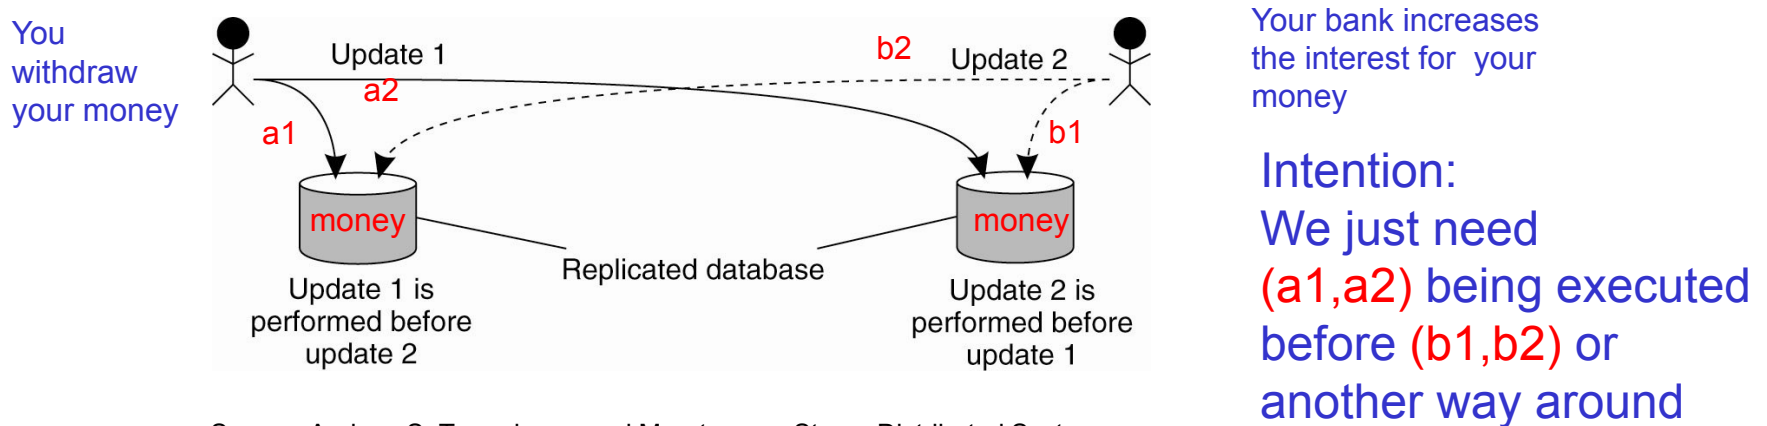 You
withdraw
your money
Update 1
a2
a1
b2
Update 2
b1
money
money
Replicated database
Update 1 is
performed before
update 2
Update 2 is
performed before
update 1
Your bank increases
the interest for your
money
Intention:
We just need
(a1,a2) being executed
before (b1,b2) or
another way around